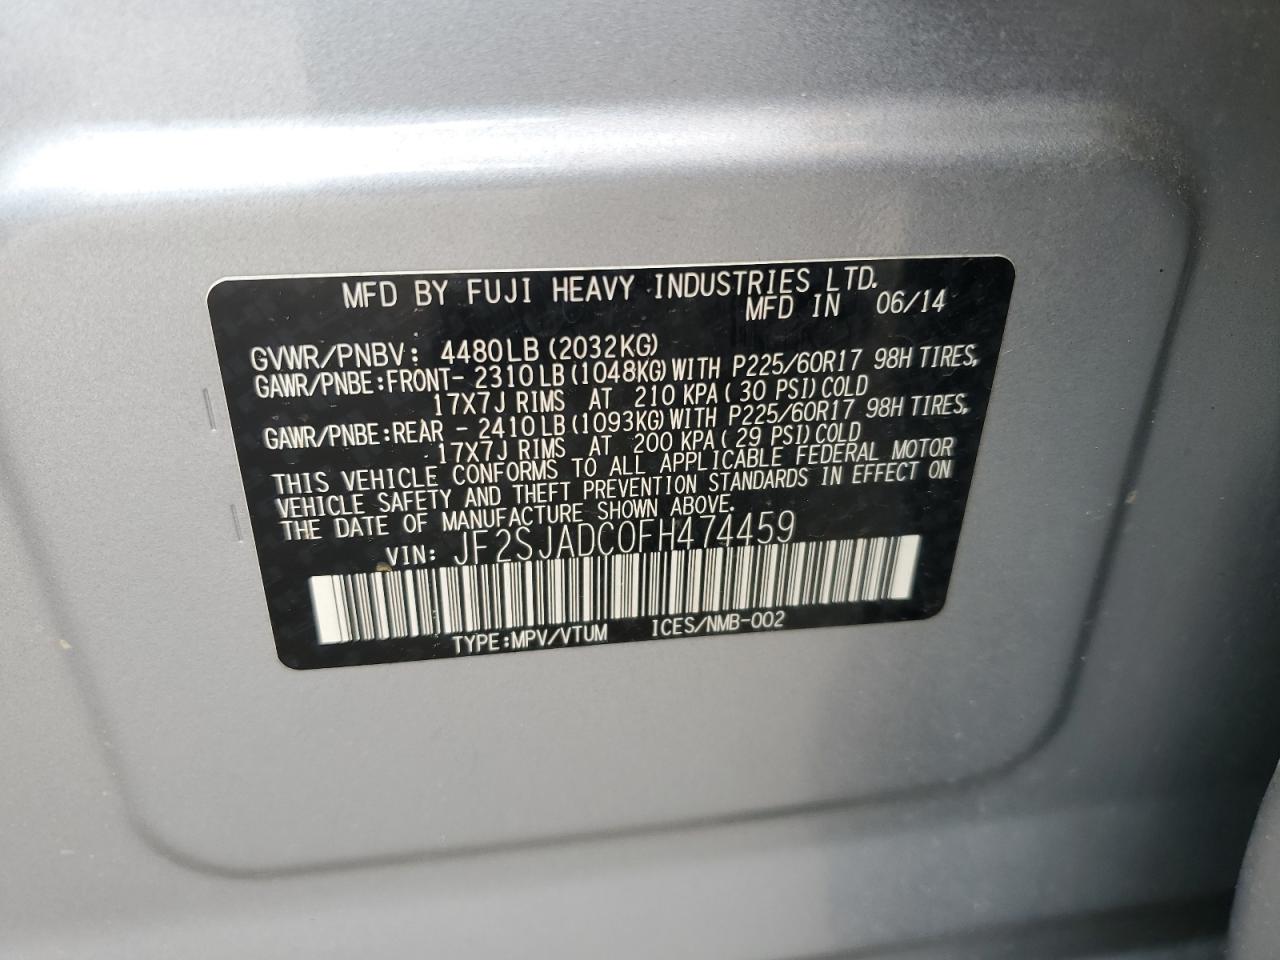 MFD BY FUJI HEAVY INDUSTRIES LTD.
MFD IN 06/14
GVWR/PNBV: 4480LB (2032KG)
GAWR/PNBE:FRONT- 2310LB (1048KG) WITH P225/60R17 98H TIRES,
17X7J RIMS AT 210 KPA( 30 PSI) COLD
GAWR/PNBE:REAR - 2410LB (1093KG) WITH P225/60R17 98H TIRES,
17X7J RIMS AT 200 KPA( 29 PSI) COLD
THIS VEHICLE CONFORMS TO ALL APPLICABLE FEDERAL MOTOR
VEHICLE SAFETY AND THEFT PREVENTION STANDARDS IN EFFECT ON
THE DATE OF MANUFACTURE SHOWN ABOVE.
VIN: JF2SJADC0FH474459
TYPE:MPV/VTUM ICES/NMB-002